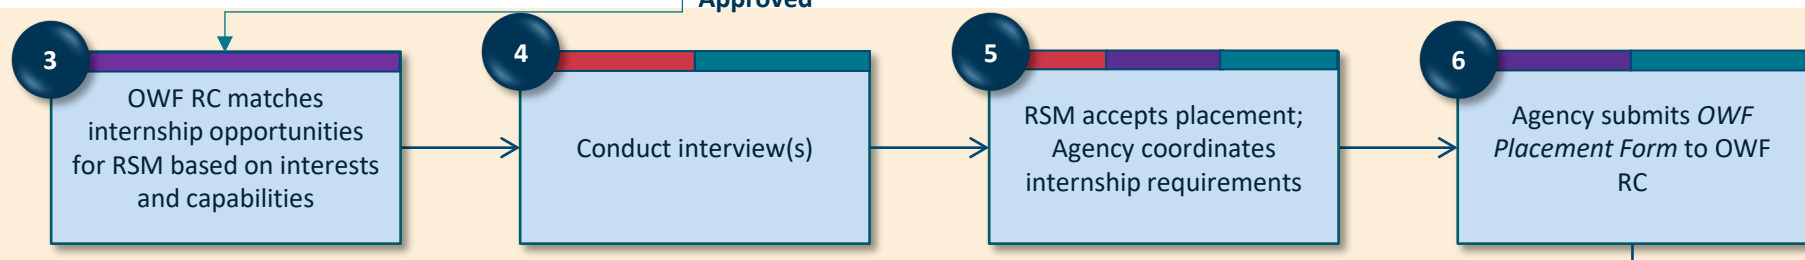 Approved
3
OWF RC matches
internship opportunities
for RSM based on interests
and capabilities
4
Conduct interview(s)
5
RSM accepts placement;
Agency coordinates
internship requirements
6
Agency submits OWF
Placement Form to OWF
RC